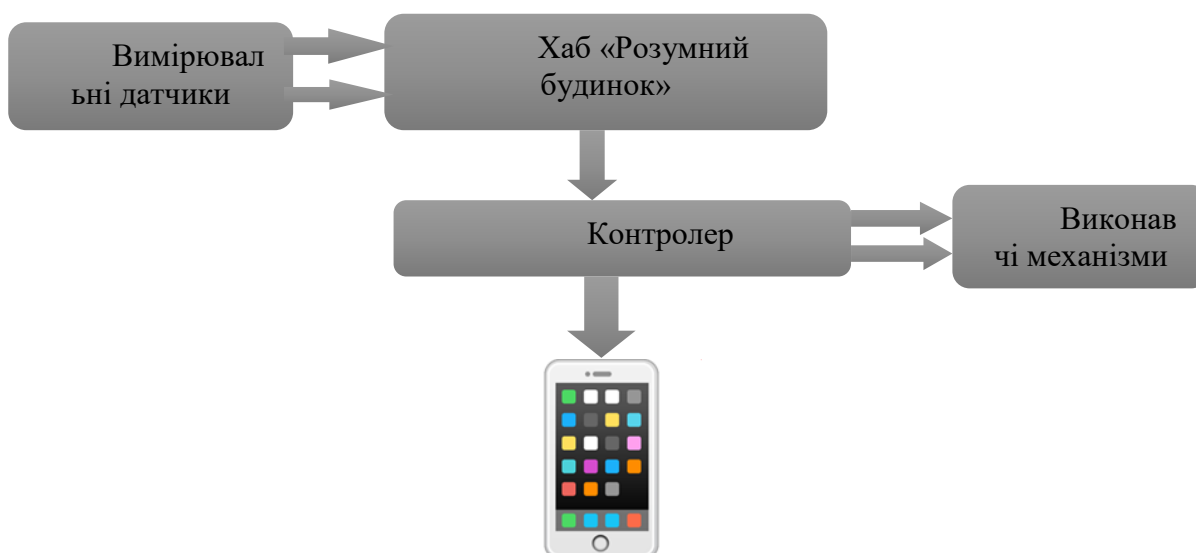 Вимірювал
ьні датчики
Хаб «Розумний
будинок»
Контролер
Виконав
чі механізми